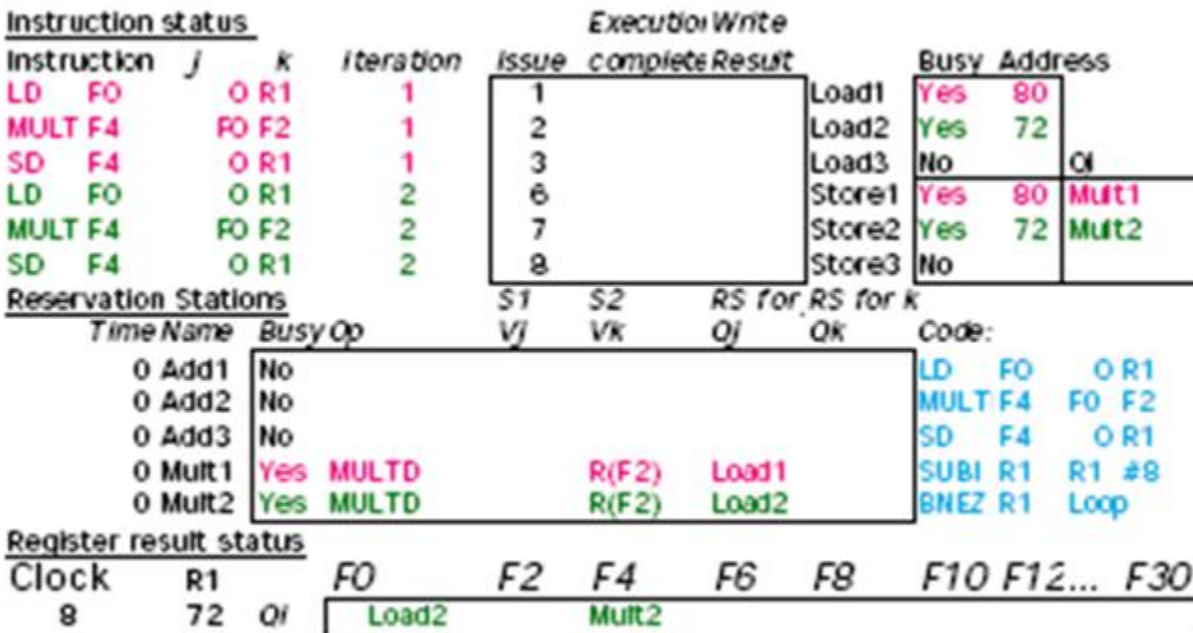 Instruction status Execution Write
Instruction j k iteration Issue complete Result Busy Address
LD F0 0 R1 1 1 Load1 Yes 80
MULT F4 F0 F2 1 2 Load2 Yes 72
SD F4 0 R1 1 3 Load3 No Qi
LD F0 0 R1 2 6 Store1 Yes 80 Mult1
MULT F4 F0 F2 2 7 Store2 Yes 72 Mult2
SD F4 0 R1 2 8 Store3 No
Reservation Stations S1 S2 RS for RS for k
Time Name Busy Op Vj Vk Qj Qk Code:
0 Add1 No LD F0 0 R1
0 Add2 No MULT F4 F0 F2
0 Add3 No SD F4 0 R1
0 Mult1 Yes MULTD R(F2) Load1 SUBI R1 R1 #8
0 Mult2 Yes MULTD R(F2) Load2 BNEZ R1 Loop
Register result status
Clock R1 F0 F2 F4 F6 F8 F10 F12... F30
8 72 Qi Load2 Mult2